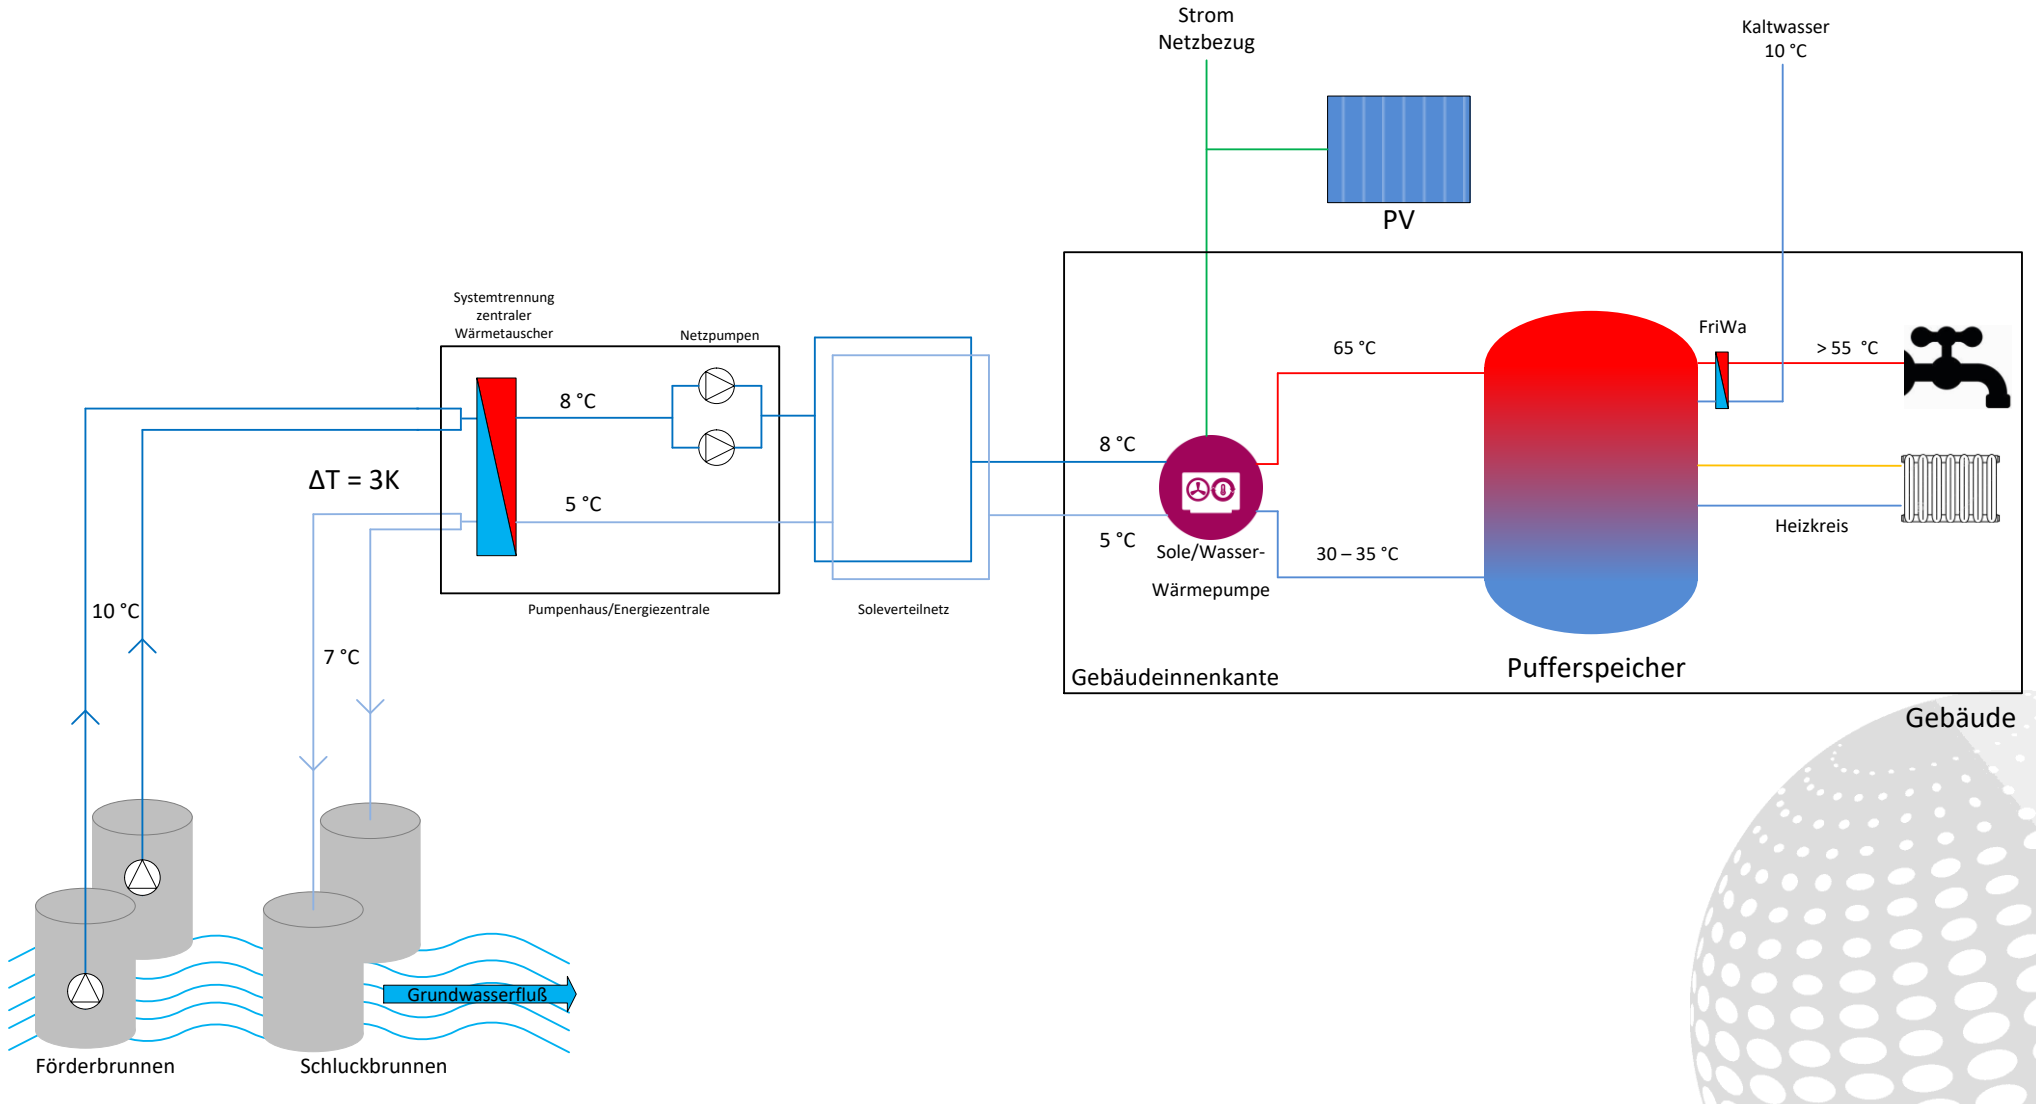 Strom
Netzbezug
Kaltwasser
10 °C
PV
Systemtrennung
zentraler
Wärmetauscher
Netzpumpen
FriWa
65 °C
> 55 °C
8 °C
8 °C
ΔT = 3K
5 °C
5 °C
Sole/Wasser-
Wärmepumpe
30 – 35 °C
Heizkreis
10 °C
Pumpenhaus/Energiezentrale
Soleverteilnetz
7 °C
Gebäudeinnenkante
Pufferspeicher
Gebäude
Grundwasserfluß
Förderbrunnen
Schluckbrunnen